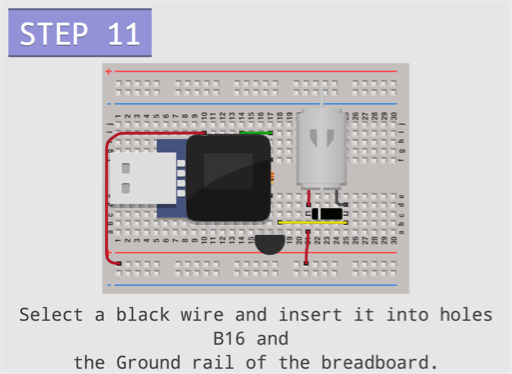 STEP 11
Select a black wire and insert it into holes
B16 and
the Ground rail of the breadboard.